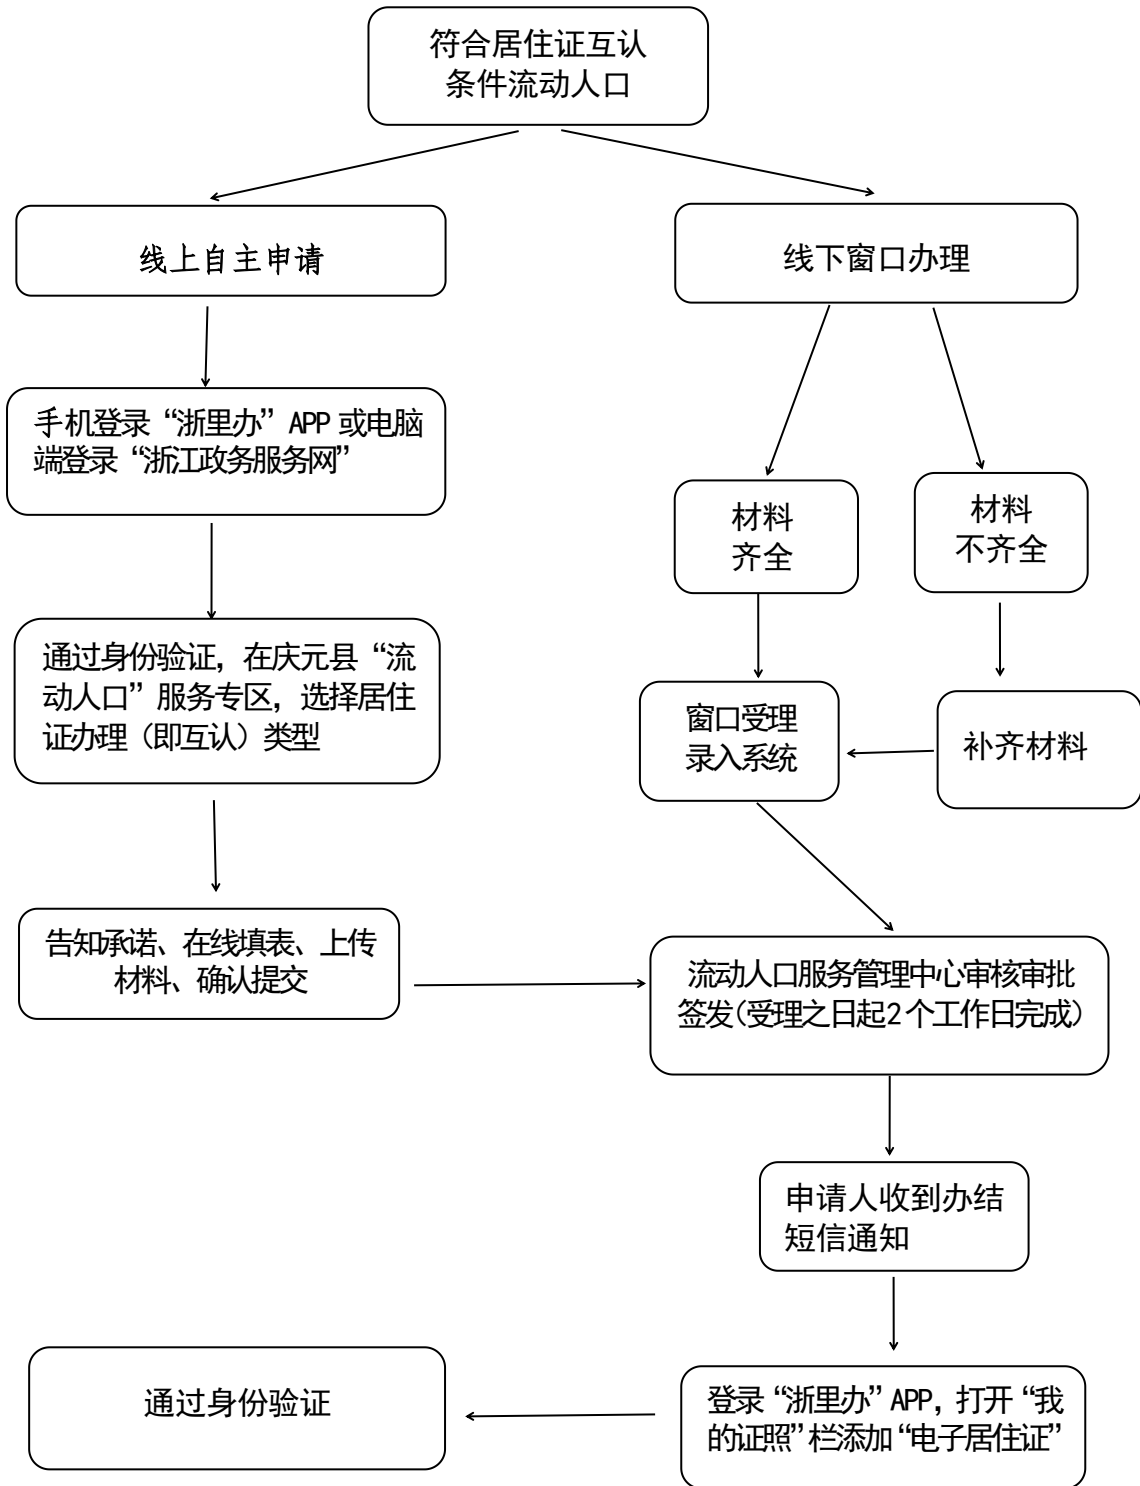 符合居住证互认
条件流动人口
线上自主申请
线下窗口办理
手机登录“浙里办”APP 或电脑
端登录“浙江政务服务网”
材料
齐全
材料
不齐全
通过身份验证，在庆元县“流
动人口”服务专区，选择居住
证办理（即互认）类型
窗口受理
录入系统
补齐材料
告知承诺、在线填表、上传
材料、确认提交
流动人口服务管理中心审核审批
签发（受理之日起2个工作日完成）
申请人收到办结
短信通知
通过身份验证
登录“浙里办”APP，打开“我
的证照”栏添加“电子居住证”